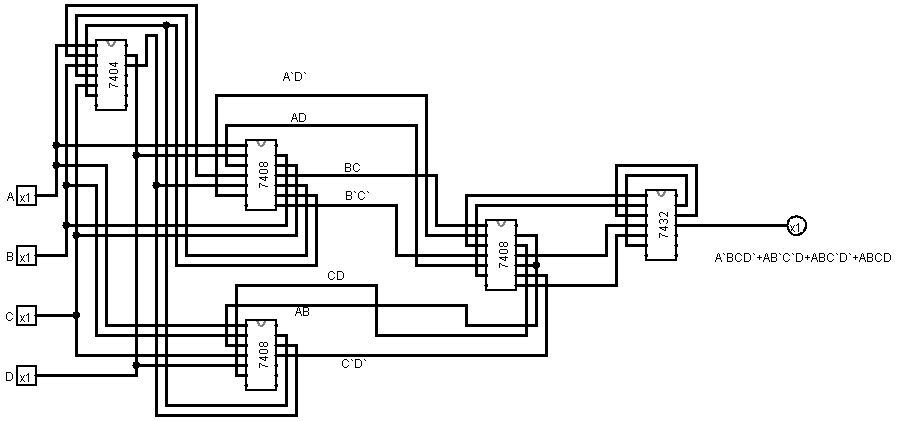 7404
A`D`
AD
7408
BC
A x1
B`C`
7432
7408
x1
B x1
A`BCD`+AB`C`D+ABC`D`+ABCD
CD
AB
C x1
7408
C`D`
D x1